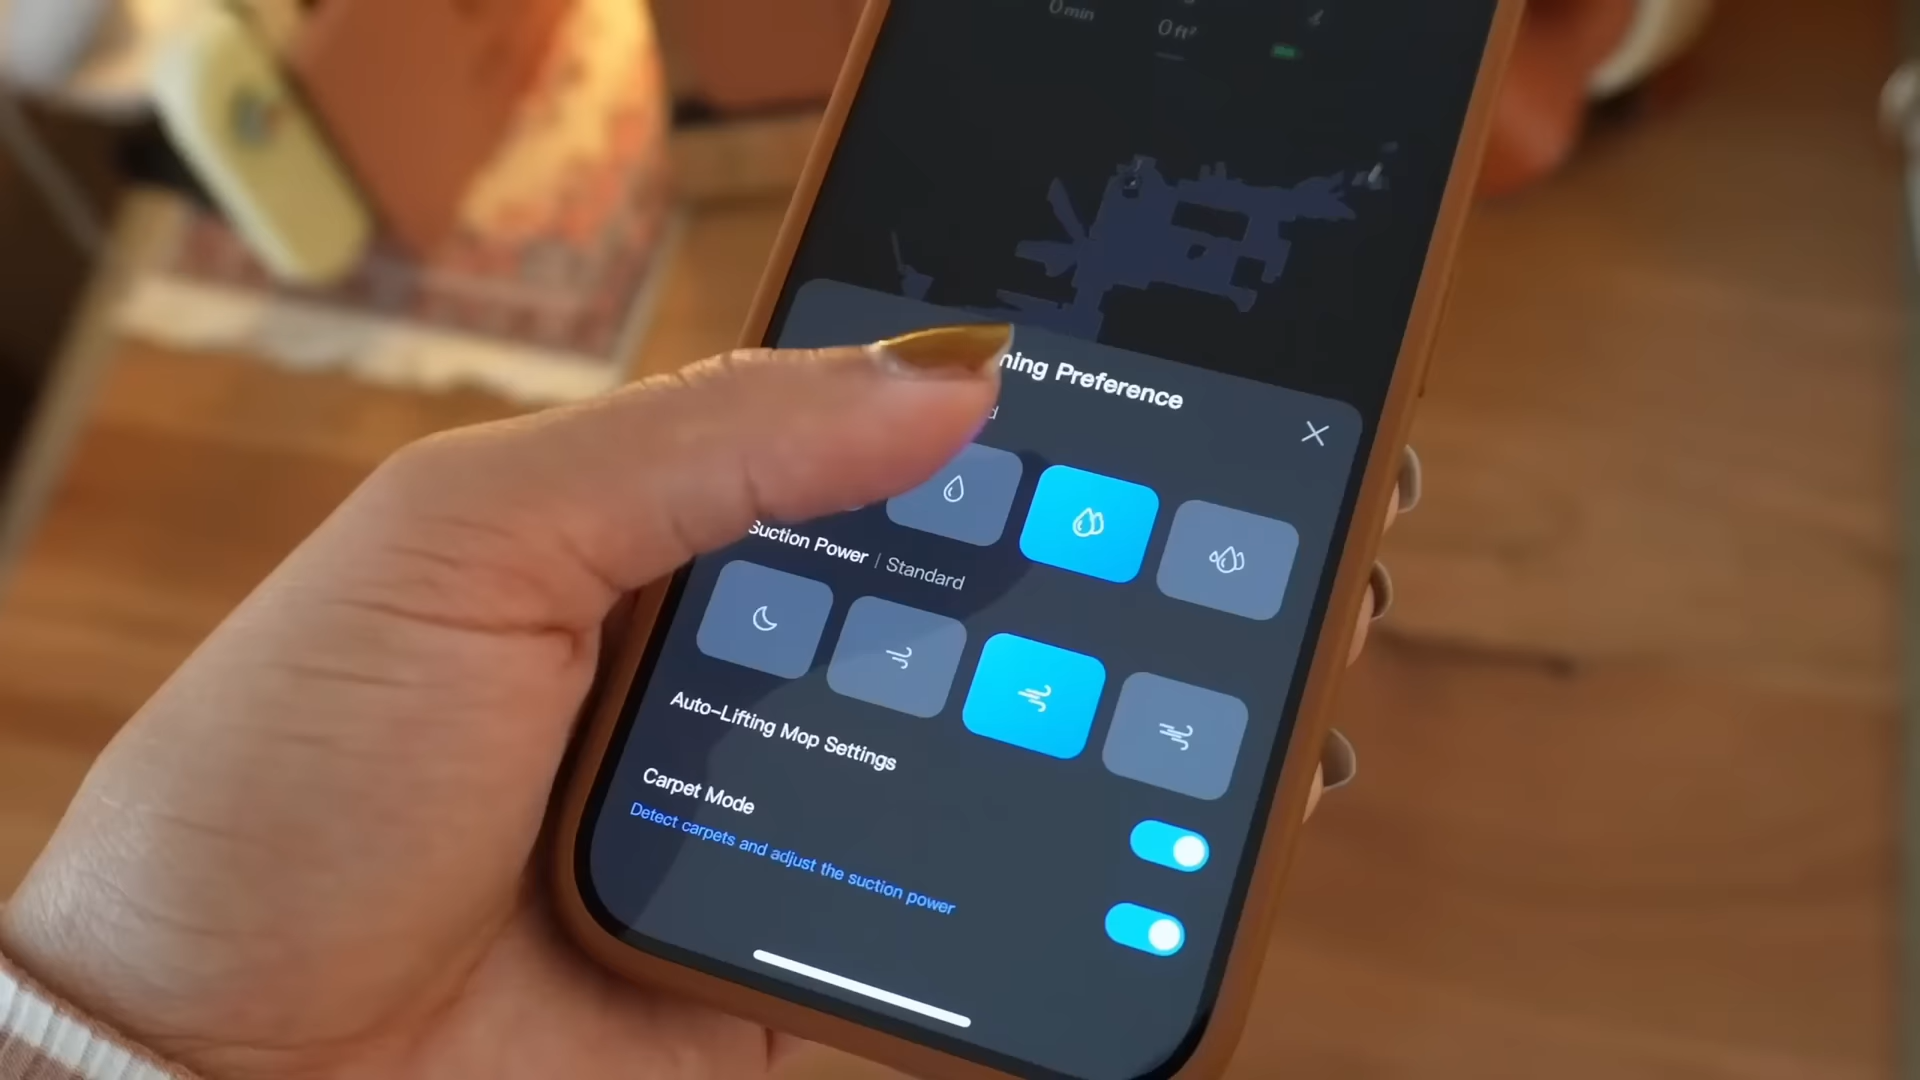 0 min
0 ft²
ning Preference
d
Suction Power | Standard
Auto-Lifting Mop Settings
Carpet Mode
Detect carpets and adjust the suction power